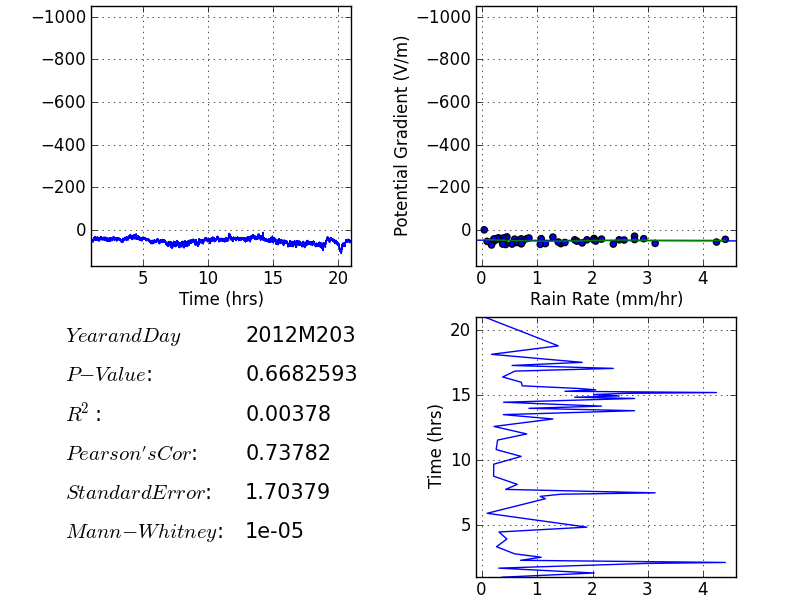 −1000
−800
−600
−400
−200
0
5 10 15 20
Time (hrs)
Potential Gradient (V/m)
−1000
−800
−600
−400
−200
0
0 1 2 3 4
Rain Rate (mm/hr)
YearandDay 2012M203
P−Value: 0.6682593
R² : 0.00378
Pearson'sCor: 0.73782
StandardError: 1.70379
Mann−Whitney: 1e-05
Time (hrs)
20
15
10
5
0 1 2 3 4